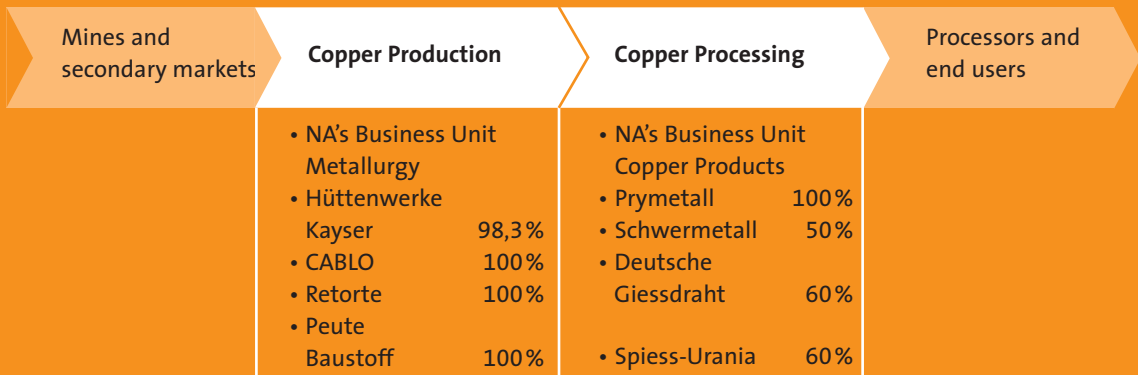 Mines and
secondary markets
Copper Production
Copper Processing
Processors and
end users
• NA's Business Unit
Metallurgy
• Hüttenwerke
Kayser 98,3%
• CABLO 100%
• Retorte 100%
• Peute
Baustoff 100%
• NA's Business Unit
Copper Products
• Prymetall 100%
• Schwermetall 50%
• Deutsche
Giessdraht 60%
• Spiess-Urania 60%